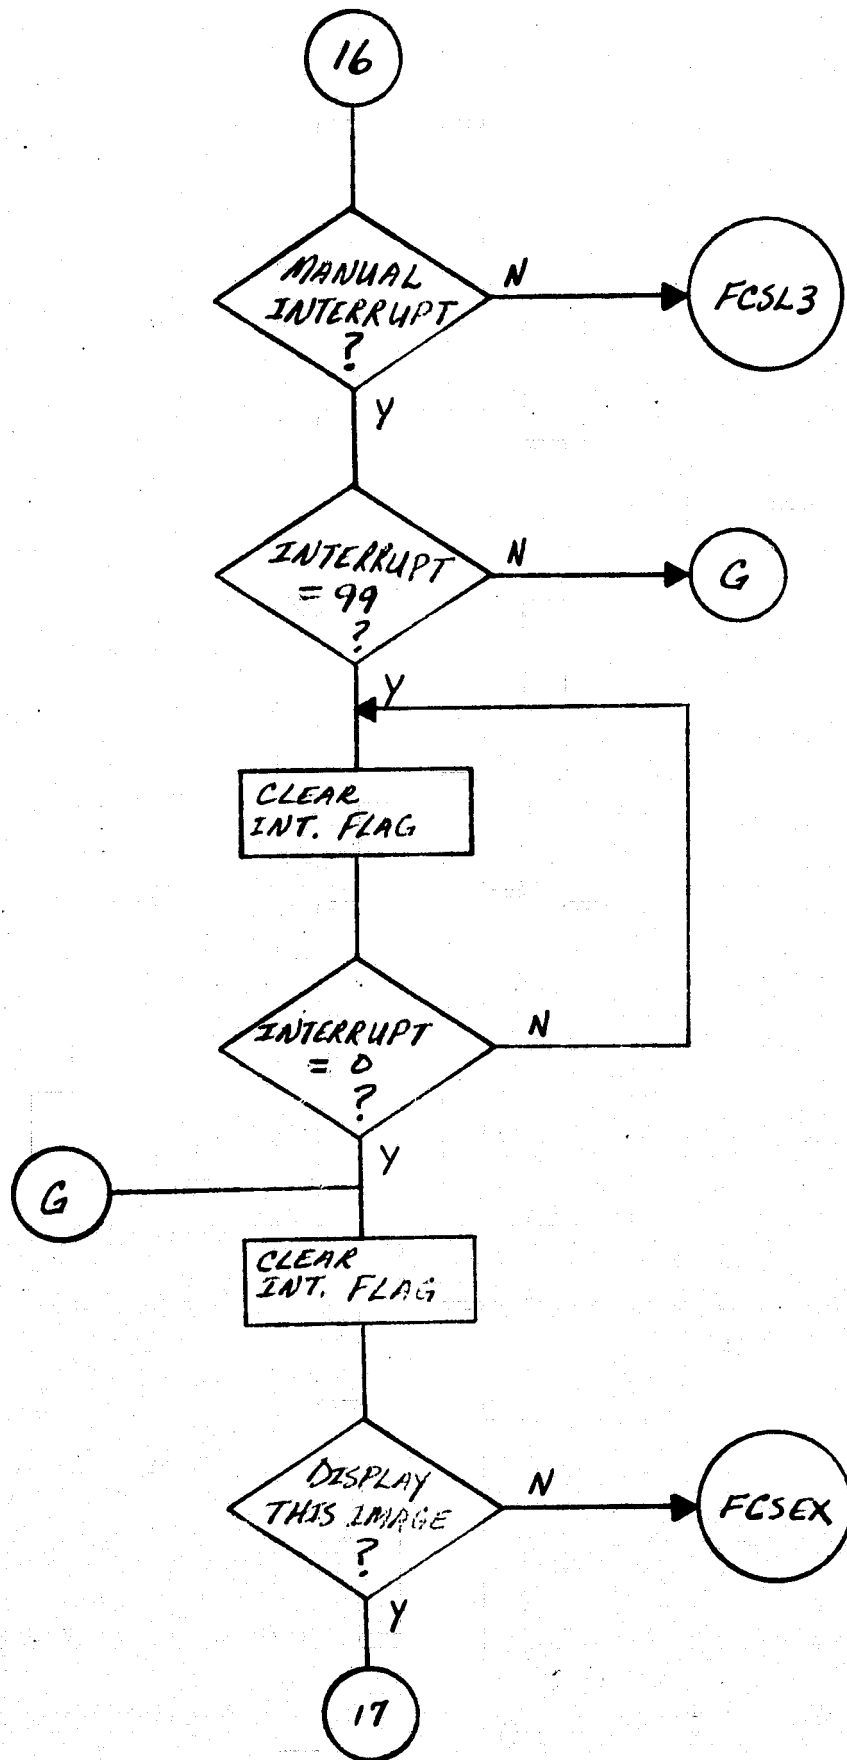 16
MANUAL
INTERRUPT
?
N
FCSL3
Y
INTERRUPT
= 99
?
N
G
Y
CLEAR
INT. FLAG
INTERRUPT
= 0
?
N
Y
G
CLEAR
INT. FLAG
DISPLAY
THIS IMAGE
?
N
FCSEX
Y
17